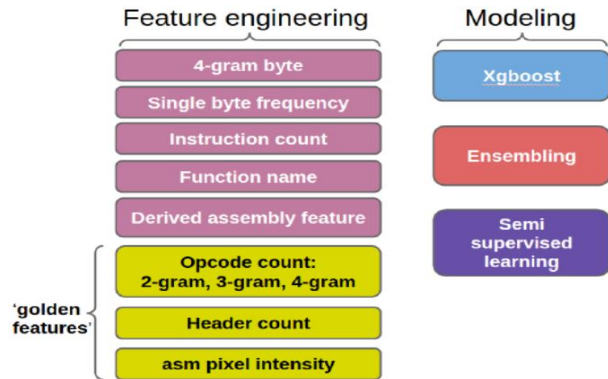 Feature engineering
Modeling
4-gram byte
Single byte frequency
Instruction count
Function name
Derived assembly feature
Opcode count:
2-gram, 3-gram, 4-gram
Header count
asm pixel intensity
'golden
features'
Xgboost
Ensembling
Semi
supervised
learning